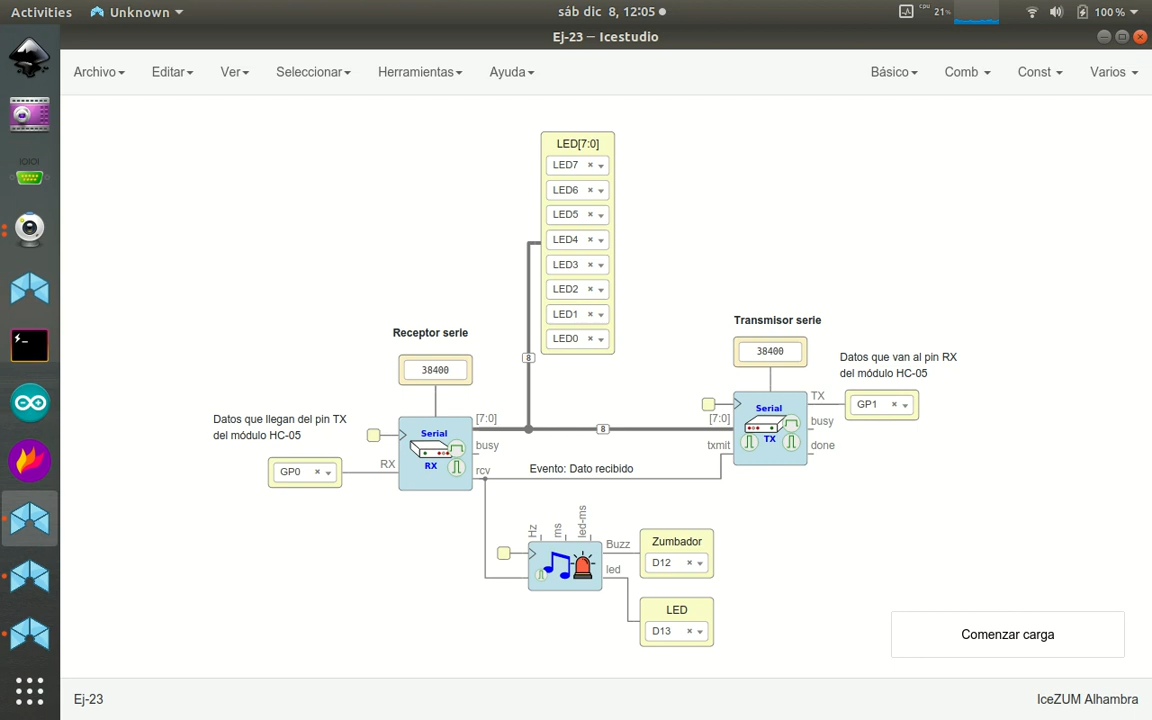 Activities
Unknown
sáb dic 8, 12:05
cpu
21%
100 %
Ej-23 – Icestudio
Archivo
Editar
Ver
Seleccionar
Herramientas
Ayuda
Básico
Comb
Const
Varios
LED[7:0]
LED7 ×
LED6 ×
LED5 ×
LED4 ×
LED3 ×
LED2 ×
LED1 ×
LED0 ×
8
Receptor serie
38400
Datos que llegan del pin TX
del módulo HC-05
GP0 ×
RX
Serial
RX
[7:0]
busy
rcv
8
Evento: Dato recibido
Transmisor serie
38400
[7:0]
txmit
Serial
TX
TX
busy
done
Datos que van al pin RX
del módulo HC-05
GP1 ×
Hz
ms
led-ms
Buzz
led
Zumbador
D12 ×
LED
D13 ×
Comenzar carga
Ej-23
IceZUM Alhambra